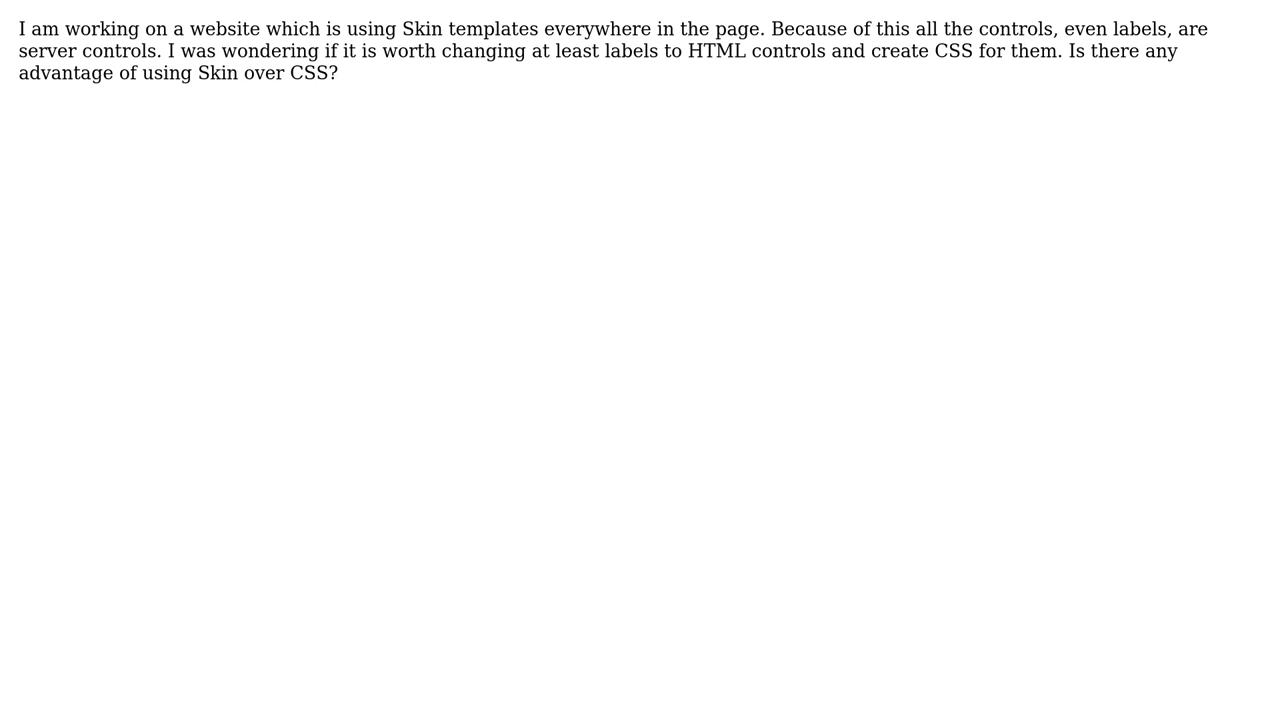 I am working on a website which is using Skin templates everywhere in the page. Because of this all the controls, even labels, are
server controls. I was wondering if it is worth changing at least labels to HTML controls and create CSS for them. Is there any
advantage of using Skin over CSS?